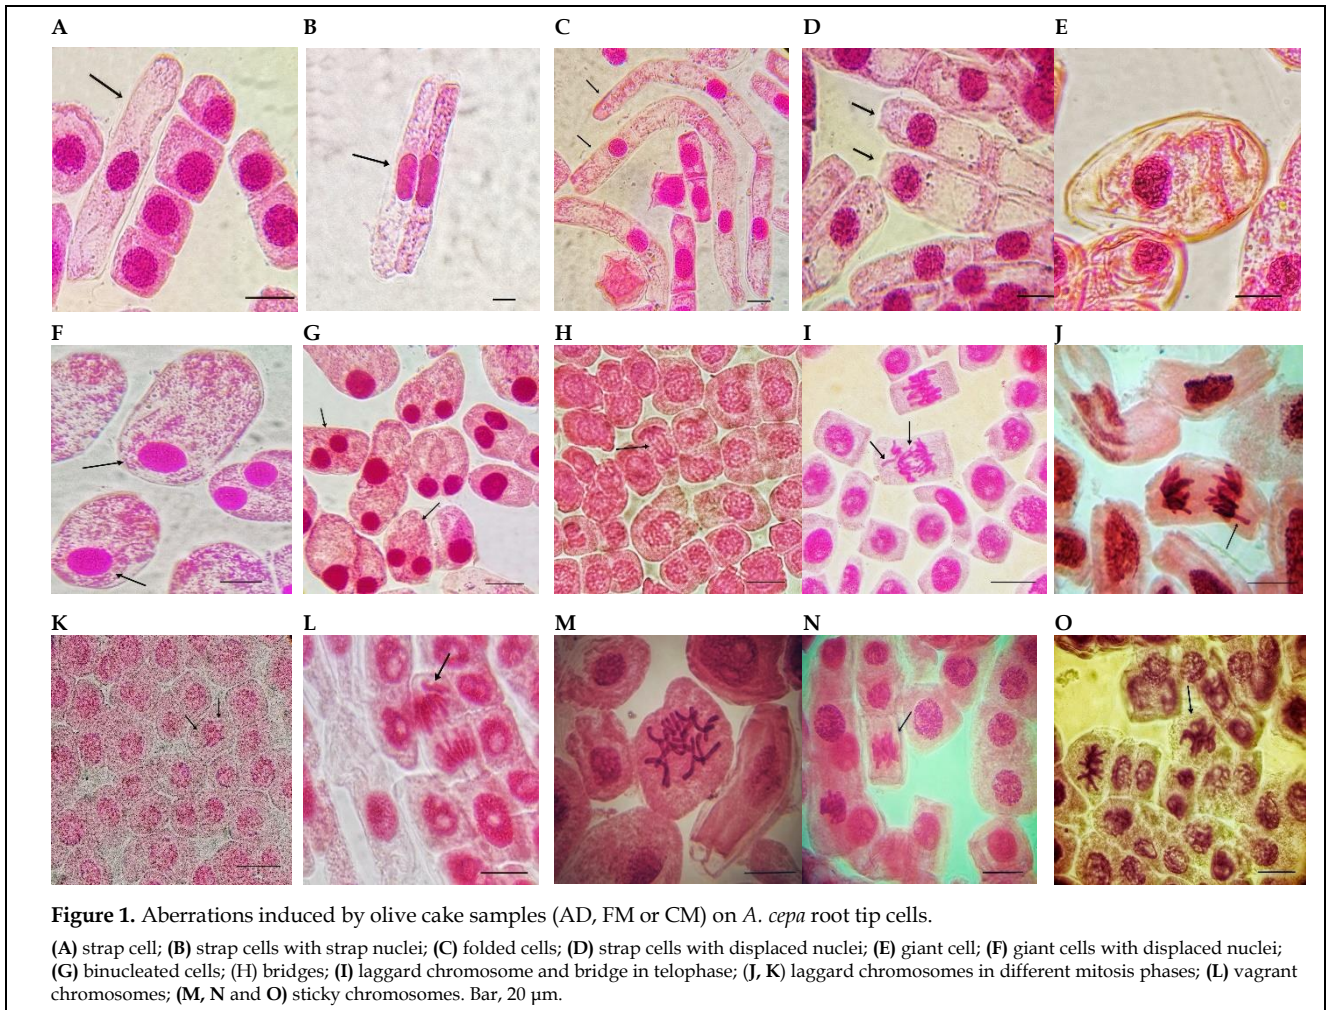 A B C D E
F G H I J
K L M N O
Figure 1. Aberrations induced by olive cake samples (AD, FM or CM) on A. cepa root tip cells.
(A) strap cell; (B) strap cells with strap nuclei; (C) folded cells; (D) strap cells with displaced nuclei; (E) giant cell; (F) giant cells with displaced nuclei;
(G) binucleated cells; (H) bridges; (I) laggard chromosome and bridge in telophase; (J, K) laggard chromosomes in different mitosis phases; (L) vagrant
chromosomes; (M, N and O) sticky chromosomes. Bar, 20 µm.